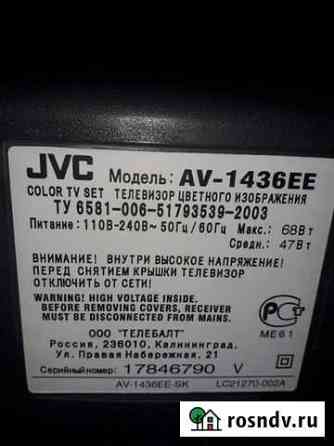 JVC Модель: AV-1436EE
COLOR TV SET ТЕЛЕВИЗОР ЦВЕТНОГО ИЗОБРАЖЕНИЯ
ТУ 6581-006-51793539-2003
Питание: 110В-240В~ 50Гц/60Гц Макс.: 68Вт
Средн.: 47Вт
ВНИМАНИЕ! ВНУТРИ ВЫСОКОЕ НАПРЯЖЕНИЕ!
ПЕРЕД СНЯТИЕМ КРЫШКИ ТЕЛЕВИЗОР
ОТКЛЮЧИТЬ ОТ СЕТИ!
WARNING! HIGH VOLTAGE INSIDE.
BEFORE REMOVING COVERS, RECEIVER
MUST BE DISCONNECTED FROM MAINS!
РСТ
МЕ61
ООО "ТЕЛЕБАЛТ"
Россия, 236010, Калининград,
Ул. Правая Набережная, 21
Серийный номер: 17846790 V
AV-1436EE-SK LC21270-002A
rosndv.ru